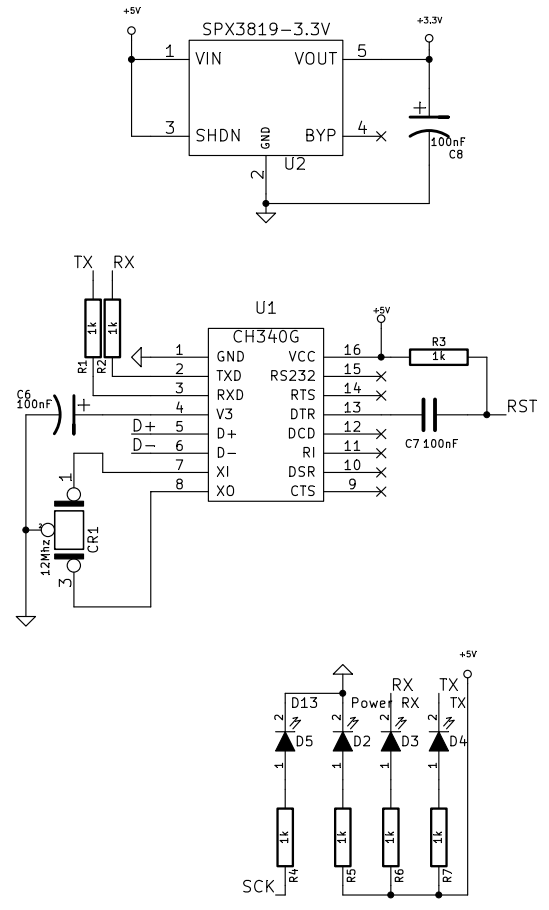 +5V
SPX3819-3.3V
+3.3V
1 VIN VOUT 5
3 SHDN GND BYP 4
+
100nF
C8
2 U2
TX RX
U1
+5V
1k 1k
CH340G
R3
1k
R1 R2
1 GND VCC 16
2 TXD RS232 15
3 RXD RTS 14
C6
100nF
+
4 V3 DTR 13
RST
D+ 5 D+ DCD 12
C7 100nF
D- 6 D- RI 11
7 XI DSR 10
8 XO CTS 9
1
2
3
12Mhz
CR1
+5V
RX TX
D13 Power RX TX
2 2 2 2
D5 D2 D3 D4
1 1 1 1
1k 1k 1k 1k
R4 R5 R6 R7
SCK